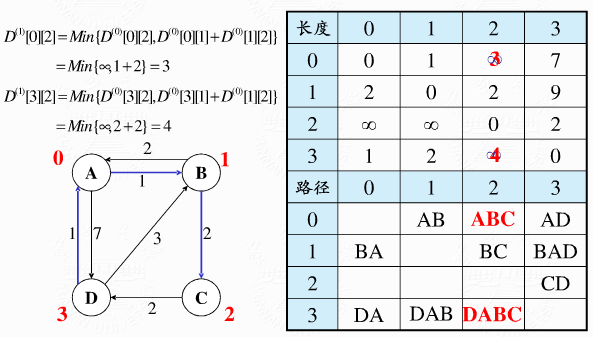 D⁽¹⁾[0][2]=Min{D⁽⁰⁾[0][2],D⁽⁰⁾[0][1]+D⁽⁰⁾[1][2]}
=Min{∞,1+2}=3
D⁽¹⁾[3][2]=Min{D⁽⁰⁾[3][2],D⁽⁰⁾[3][1]+D⁽⁰⁾[1][2]}
=Min{∞,2+2}=4
0 2 1
A B
1
1 7 3 2
D C
3 2 2
长度 0 1 2 3
0 0 1 3 7
1 2 0 2 9
2 ∞ ∞ 0 2
3 1 2 4 0
路径 0 1 2 3
0 AB ABC AD
1 BA BC BAD
2 CD
3 DA DAB DABC